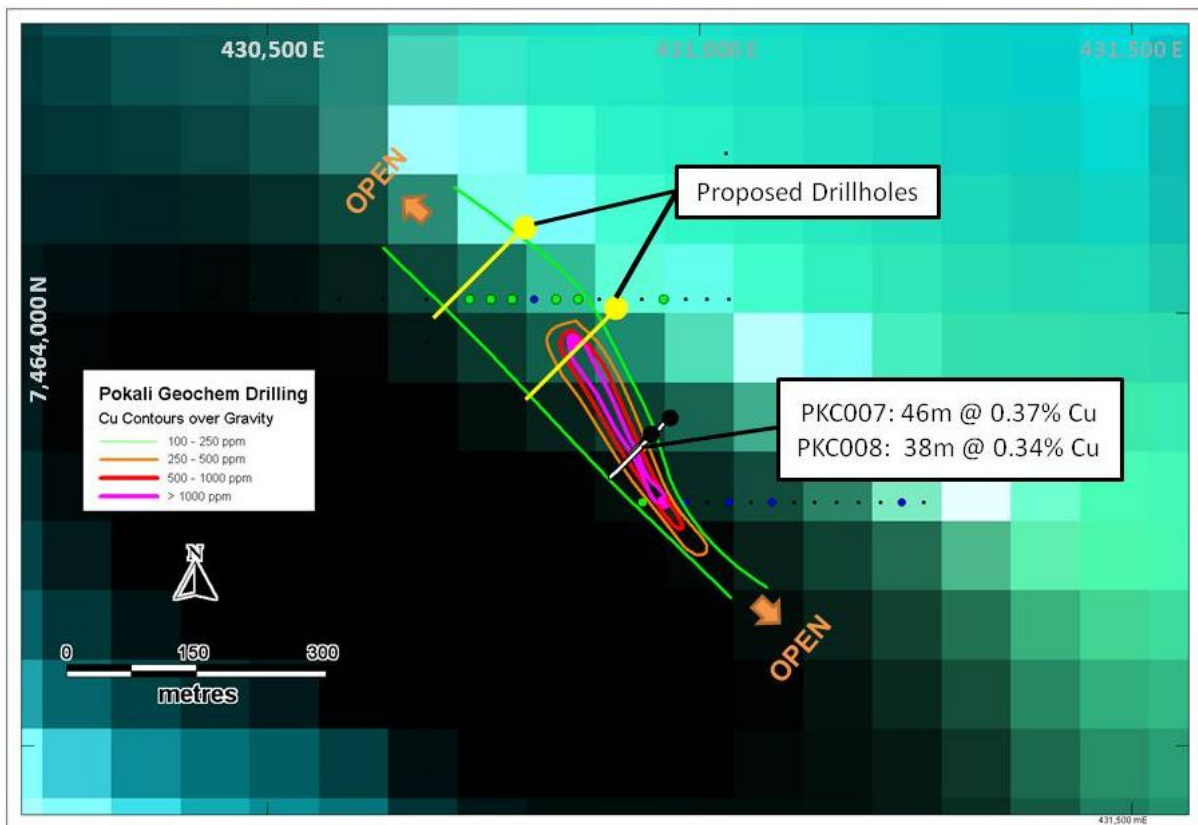 430,500 E
431,000 E
431,500 E
OPEN
Proposed Drillholes
7,464,000 N
Pokali Geochem Drilling
Cu Contours over Gravity
100 - 250 ppm
250 - 500 ppm
500 - 1000 ppm
> 1000 ppm
PKC007: 46m @ 0.37% Cu
PKC008: 38m @ 0.34% Cu
N
0 150 300
metres
OPEN
431,500 mE